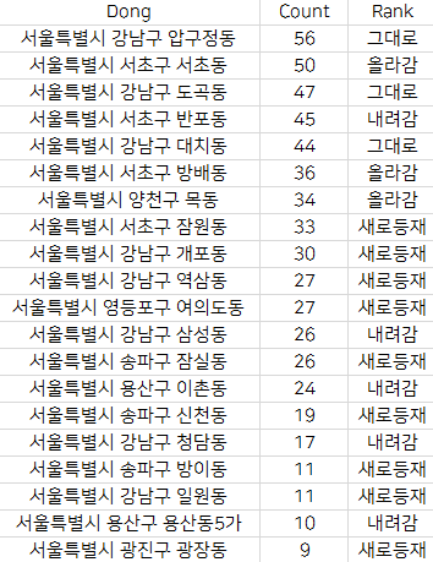 Dong Count Rank
서울특별시 강남구 압구정동 56 그대로
서울특별시 서초구 서초동 50 올라감
서울특별시 강남구 도곡동 47 그대로
서울특별시 서초구 반포동 45 내려감
서울특별시 강남구 대치동 44 그대로
서울특별시 서초구 방배동 36 올라감
서울특별시 양천구 목동 34 올라감
서울특별시 서초구 잠원동 33 새로등재
서울특별시 강남구 개포동 30 새로등재
서울특별시 강남구 역삼동 27 새로등재
서울특별시 영등포구 여의도동 27 새로등재
서울특별시 강남구 삼성동 26 내려감
서울특별시 송파구 잠실동 26 새로등재
서울특별시 용산구 이촌동 24 내려감
서울특별시 송파구 신천동 19 새로등재
서울특별시 강남구 청담동 17 내려감
서울특별시 송파구 방이동 11 새로등재
서울특별시 강남구 일원동 11 새로등재
서울특별시 용산구 용산동5가 10 내려감
서울특별시 광진구 광장동 9 새로등재